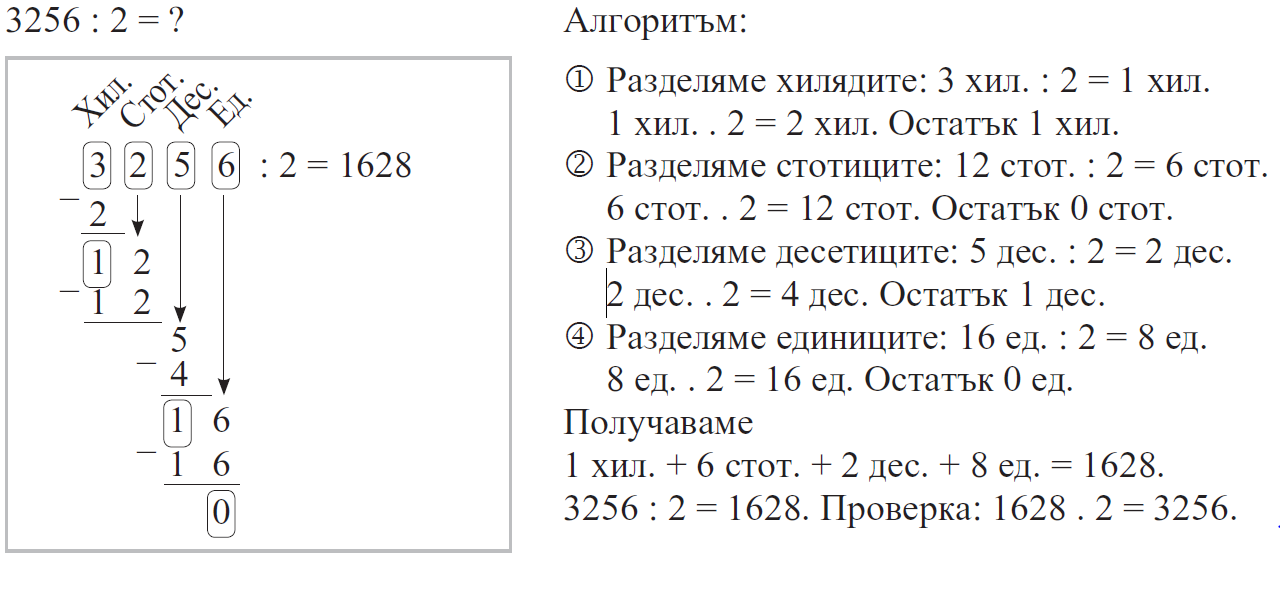 3256 : 2 = ?
Хил.
Стот.
Дес.
Ед.
3 2 5 6 : 2 = 1628
− 2
1 2
− 1 2
5
− 4
1 6
− 1 6
0
Алгоритъм:
① Разделяме хилядите: 3 хил. : 2 = 1 хил.
1 хил. . 2 = 2 хил. Остатък 1 хил.
② Разделяме стотиците: 12 стот. : 2 = 6 стот.
6 стот. . 2 = 12 стот. Остатък 0 стот.
③ Разделяме десетиците: 5 дес. : 2 = 2 дес.
2 дес. . 2 = 4 дес. Остатък 1 дес.
④ Разделяме единиците: 16 ед. : 2 = 8 ед.
8 ед. . 2 = 16 ед. Остатък 0 ед.
Получаваме
1 хил. + 6 стот. + 2 дес. + 8 ед. = 1628.
3256 : 2 = 1628. Проверка: 1628 . 2 = 3256.